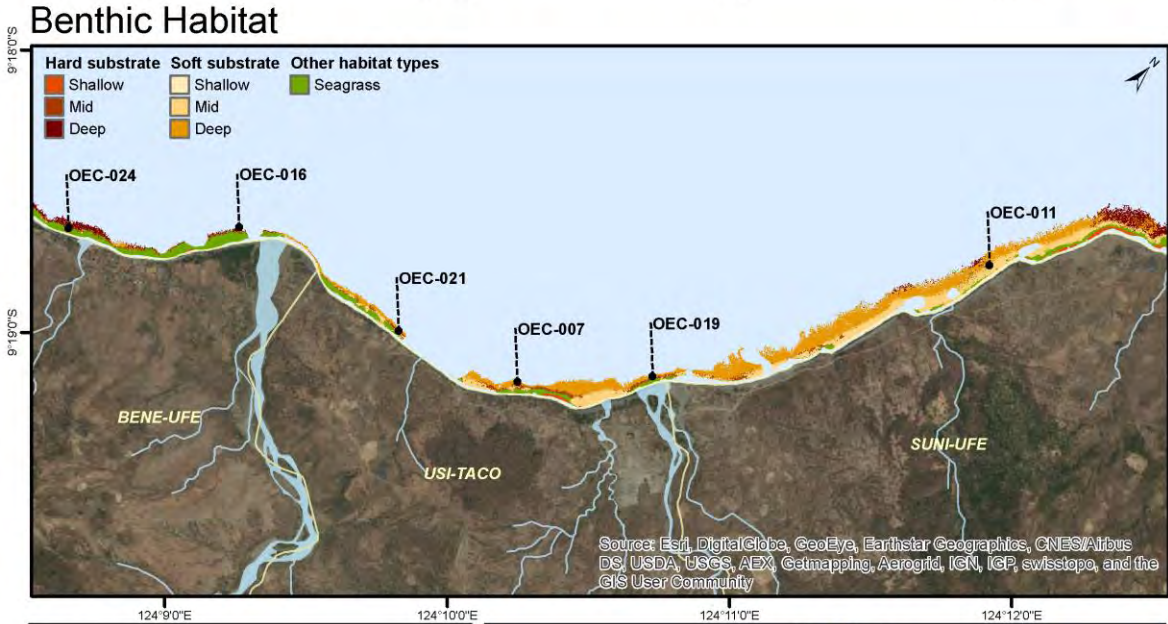 Benthic Habitat
9°18'0"S
Hard substrate Soft substrate Other habitat types
Shallow Shallow Seagrass
Mid Mid
Deep Deep
N
OEC-024
OEC-016
OEC-011
OEC-021
9°19'0"S
OEC-007
OEC-019
BENE-UFE
USI-TACO
SUNI-UFE
Source: Esri, DigitalGlobe, GeoEye, Earthstar Geographics, CNES/Airbus
DS, USDA, USGS, AEX, Getmapping, Aerogrid, IGN, IGP, swisstopo, and the
GIS User Community
124°9'0"E 124°10'0"E 124°11'0"E 124°12'0"E